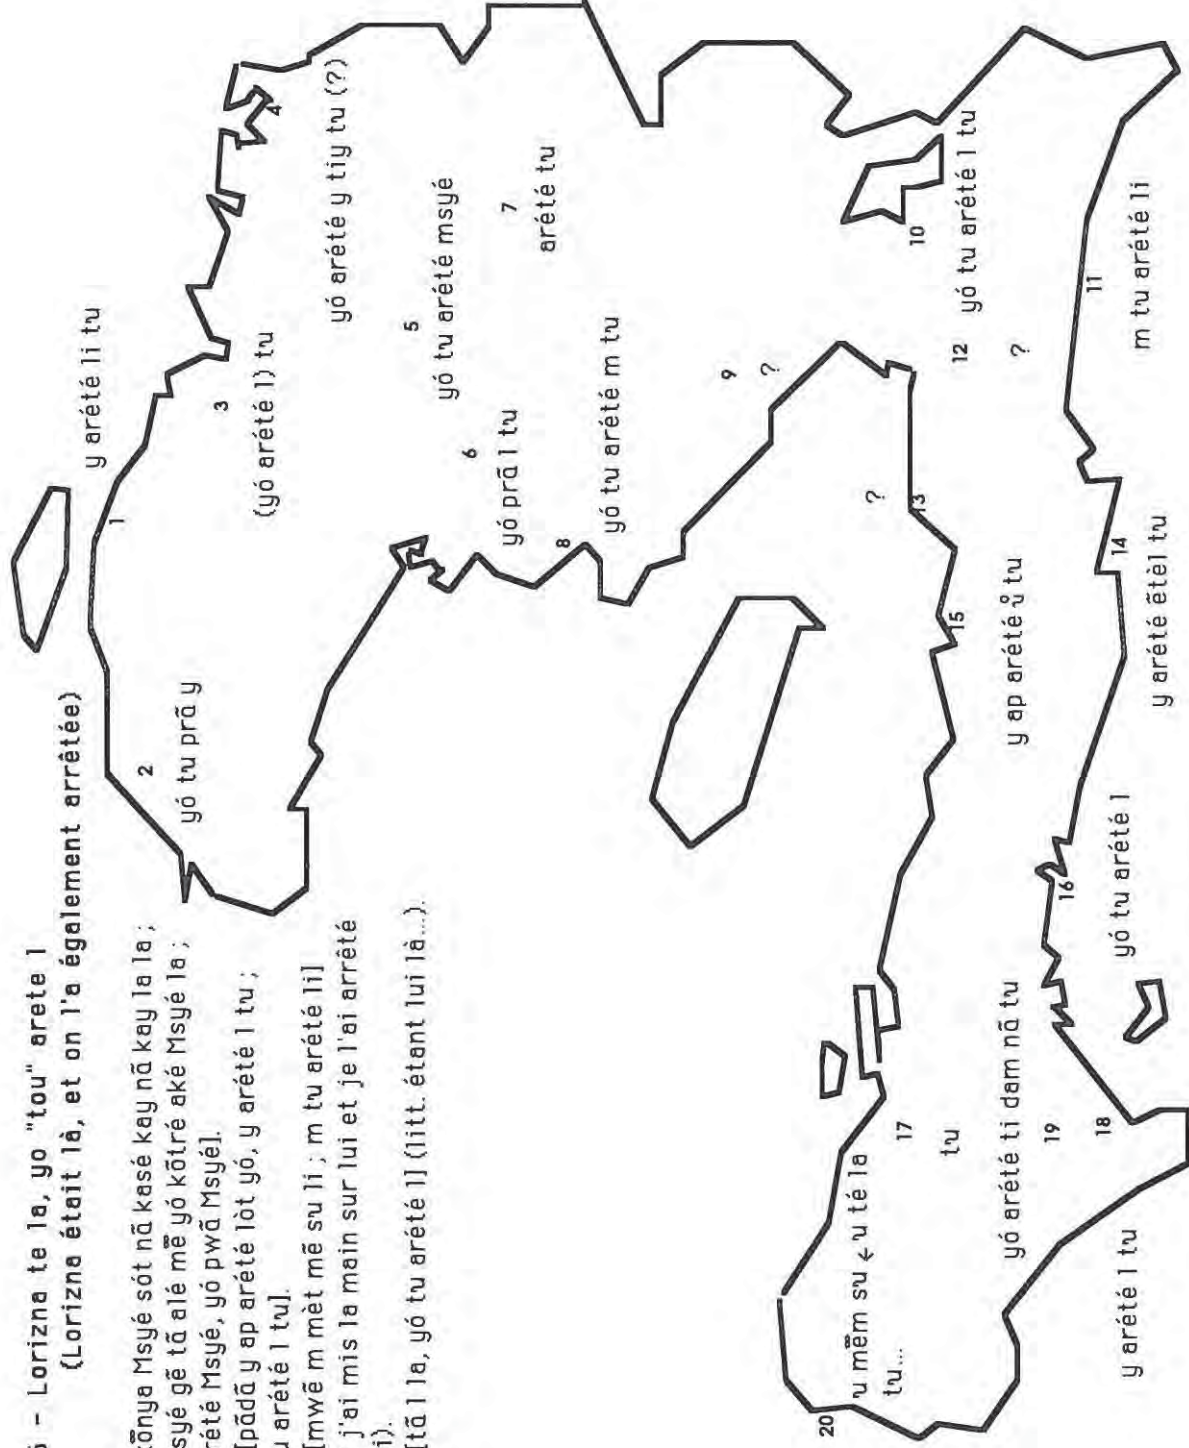 – Lorizna te la, yo "tou" arete l
(Lorizna était là, et on l'a également arrêtée)
kõnya Msyé sót nã kasé kay nã kay la la ;
syé gẽ tã alé mẽ yó kõtré aké Msyé la ;
rété Msyé, yó pwã Msyé].
[pãdã y ap arété lòt yó, y arété l tu ;
u arété l tu].
[mwẽ m mèt mẽ su li ; m tu arété li]
j'ai mis la main sur lui et je l'ai arrêté
i).
[tã l la, yó tu arété l] (litt. étant lui là...).
1
y arété li tu
2
yó tu prã y
3
(yó arété l) tu
4
yó arété y tiy tu (?)
5
yó tu arété msyé
6
yó prã l tu
7
arété tu
8
yó tu arété m tu
9
?
10
yó tu arété l tu
11
m tu arété li
12
?
13
?
14
y arété ẽtèl tu
15
y ap arété ů tu
16
yó tu arété l
17
tu
18
y arété l tu
19
yó arété ti dam nã tu
20
u mẽm su ← u té la
tu...